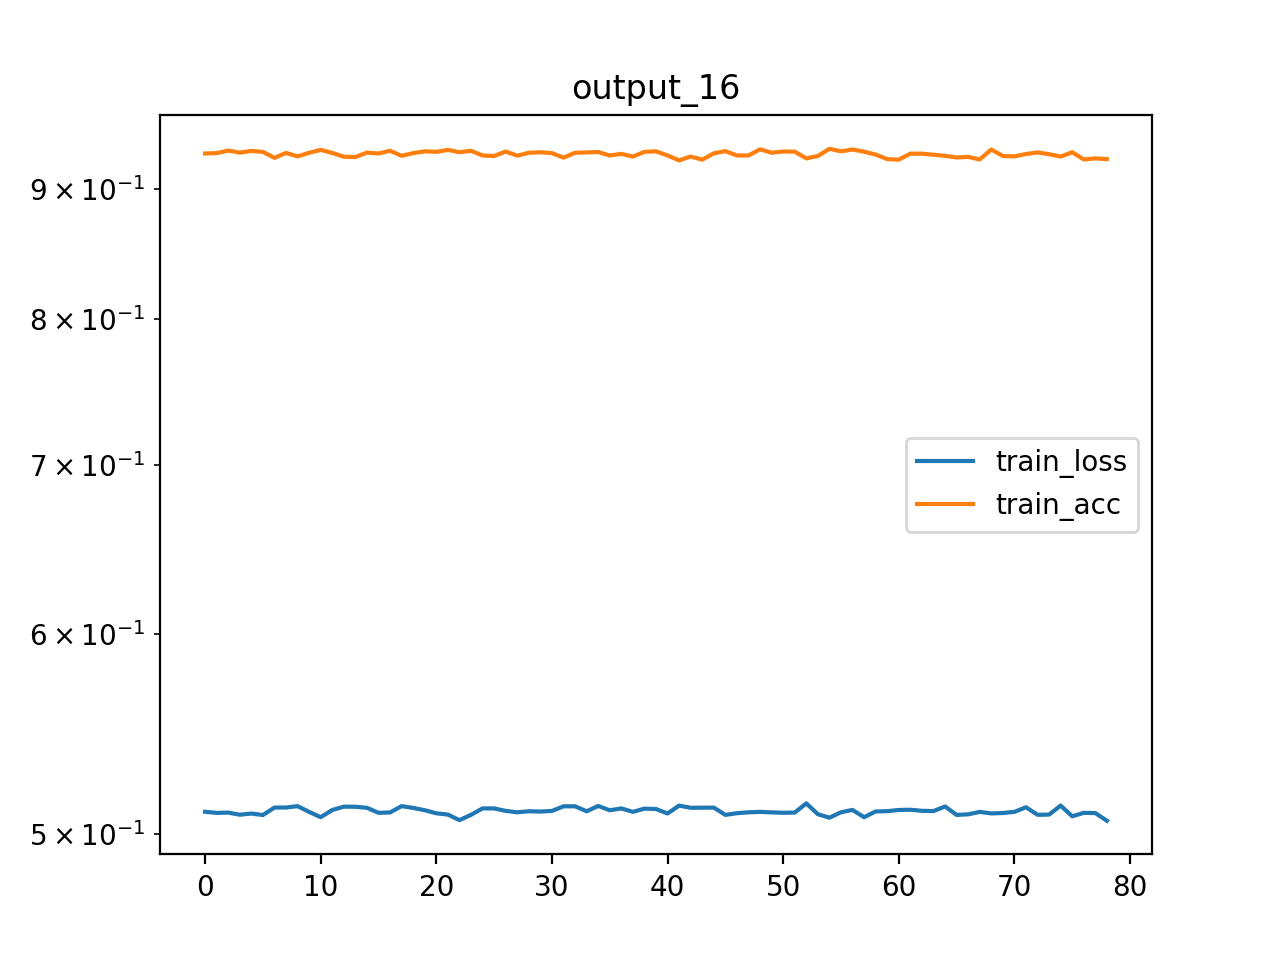 output_16
9 × 10⁻¹
8 × 10⁻¹
7 × 10⁻¹
train_loss
train_acc
6 × 10⁻¹
5 × 10⁻¹
0 10 20 30 40 50 60 70 80